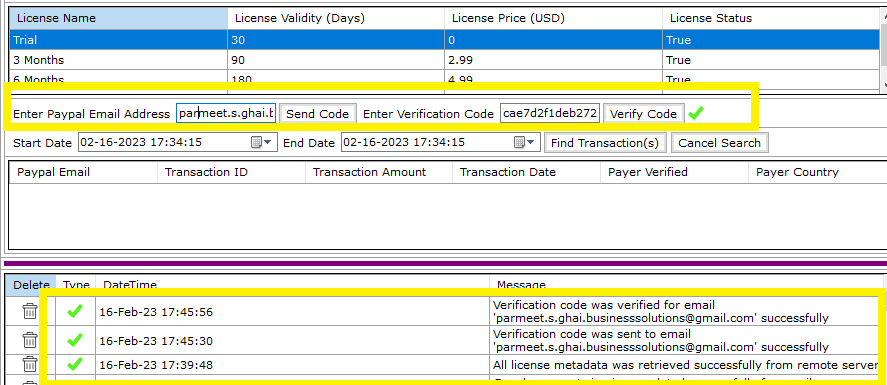 License Name License Validity (Days) License Price (USD) License Status
Trial 30 0 True
3 Months 90 2.99 True
6 Months 180 4.99 True
Enter Paypal Email Address parmeet.s.ghai.b Send Code Enter Verification Code cae7d2f1deb272 Verify Code
Start Date 02-16-2023 17:34:15 End Date 02-16-2023 17:34:15 Find Transaction(s) Cancel Search
Paypal Email Transaction ID Transaction Amount Transaction Date Payer Verified Payer Country
Delete Type DateTime Message
16-Feb-23 17:45:56 Verification code was verified for email
'parmeet.s.ghai.businesssolutions@gmail.com' successfully
16-Feb-23 17:45:30 Verification code was sent to email
'parmeet.s.ghai.businesssolutions@gmail.com' successfully
16-Feb-23 17:39:48 All license metadata was retrieved successfully from remote server